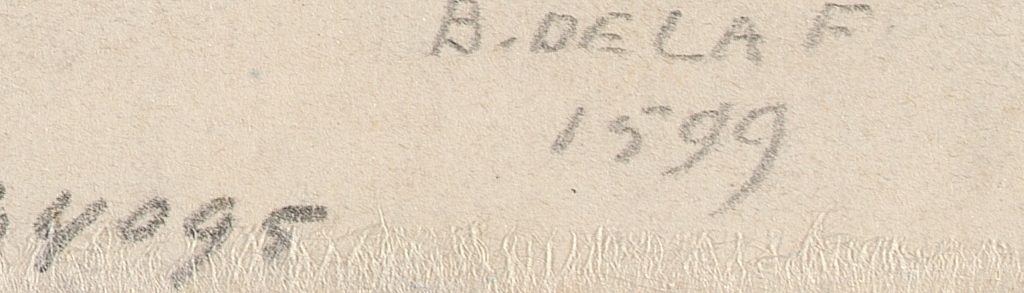 B. DE LA F.
1599